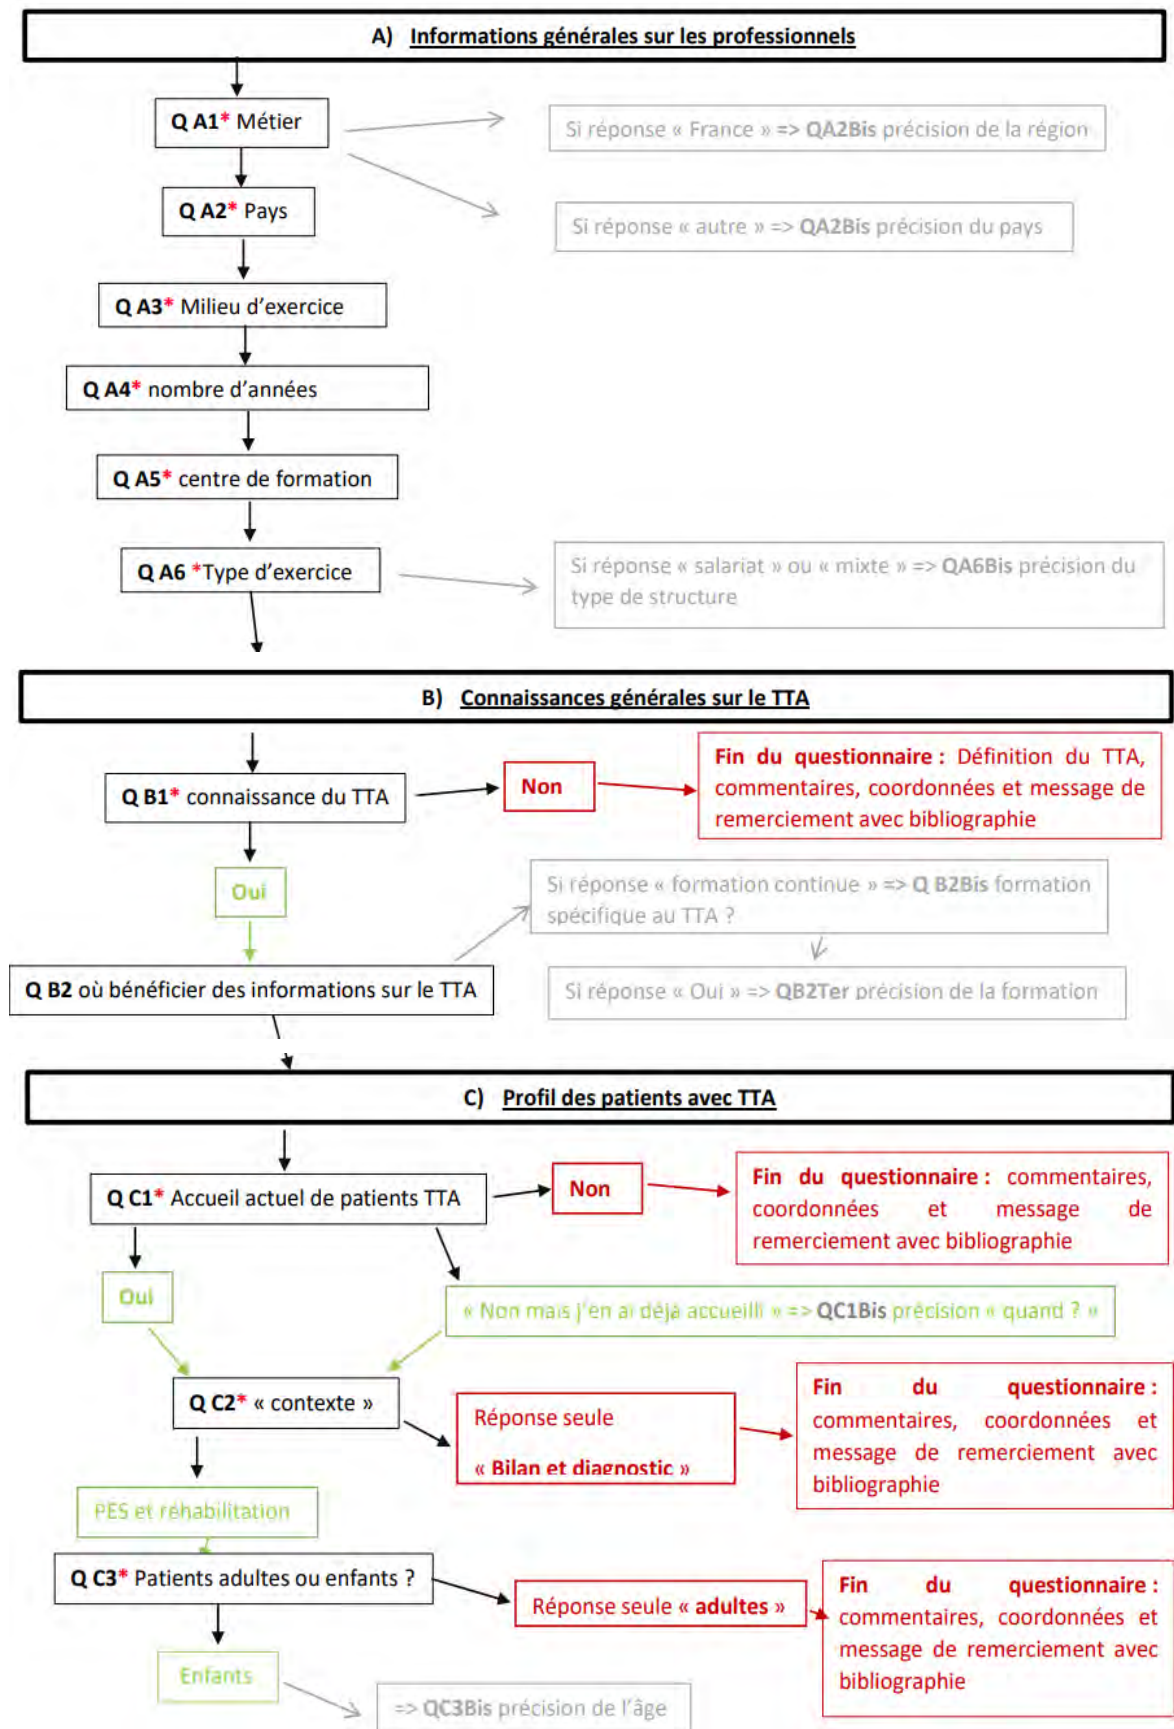 A) Informations générales sur les professionnels
Q A1* Métier
Si réponse « France » => QA2Bis précision de la région
Q A2* Pays
Si réponse « autre » => QA2Bis précision du pays
Q A3* Milieu d'exercice
Q A4* nombre d'années
Q A5* centre de formation
Q A6 *Type d'exercice
Si réponse « salariat » ou « mixte » => QA6Bis précision du
type de structure
B) Connaissances générales sur le TTA
Q B1* connaissance du TTA
Non
Fin du questionnaire : Définition du TTA,
commentaires, coordonnées et message de
remerciement avec bibliographie
Oui
Si réponse « formation continue » => Q B2Bis formation
spécifique au TTA ?
Q B2 où bénéficier des informations sur le TTA
Si réponse « Oui » => QB2Ter précision de la formation
C) Profil des patients avec TTA
Q C1* Accueil actuel de patients TTA
Non
Fin du questionnaire : commentaires,
coordonnées et message de
remerciement avec bibliographie
Oui
« Non mais j'en ai déjà accueilli » => QC1Bis précision « quand ? »
Q C2* « contexte »
Réponse seule
« Bilan et diagnostic »
Fin du questionnaire :
commentaires, coordonnées et
message de remerciement avec
bibliographie
PES et réhabilitation
Q C3* Patients adultes ou enfants ?
Réponse seule « adultes »
Fin du questionnaire :
commentaires, coordonnées et
message de remerciement avec
bibliographie
Enfants
=> QC3Bis précision de l'âge